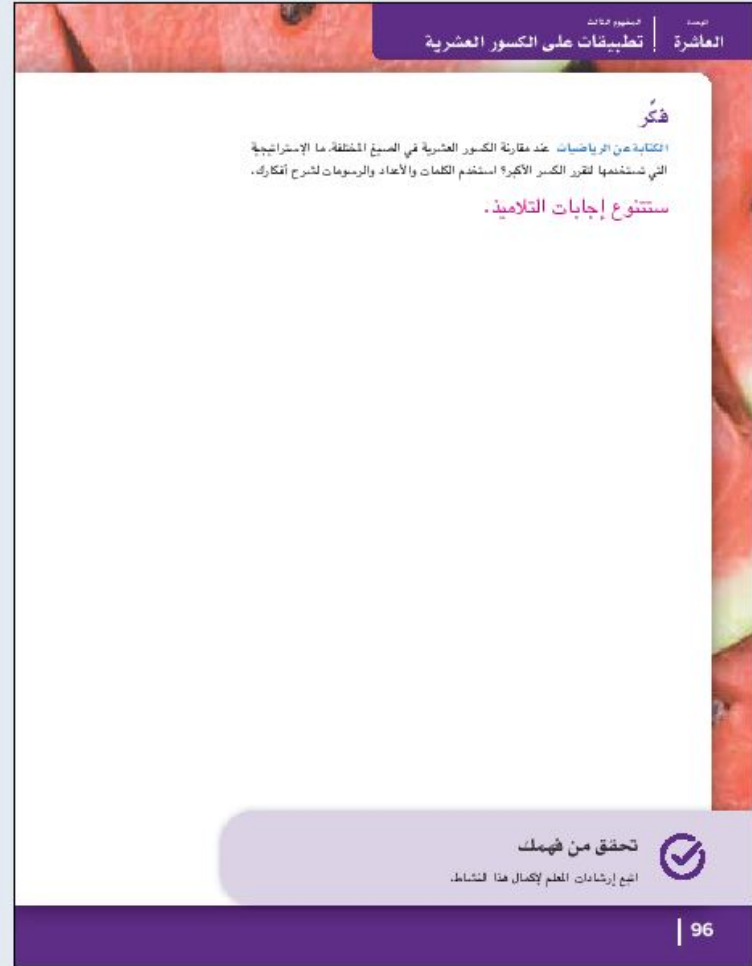 الوحدة
العاشرة
المفهوم الثالث
تطبيقات على الكسور العشرية
فكّر
الكتابة عن الرياضيات عند مقارنة الكسور العشرية في الصيغ المختلفة، ما الإستراتيجية
التي تستخدمها لتقرر الكسر الأكبر؟ استخدم الكلمات والأعداد والرسومات لشرح أفكارك.
ستتنوع إجابات التلاميذ.
تحقق من فهمك
اتبع إرشادات المعلم لإكمال هذا النشاط.
96